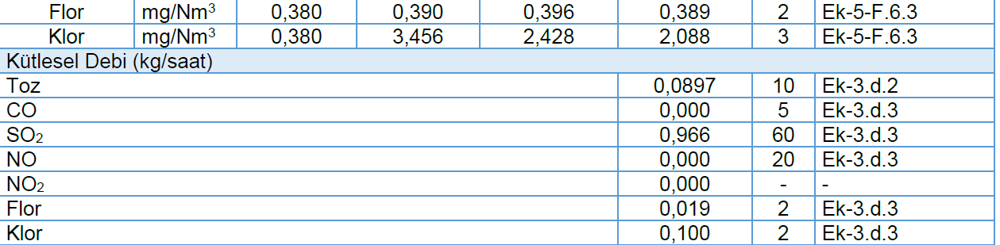 Flor mg/Nm³ 0,380 0,390 0,396 0,389 2 Ek-5-F.6.3
Klor mg/Nm³ 0,380 3,456 2,428 2,088 3 Ek-5-F.6.3
Kütlesel Debi (kg/saat)
Toz 0,0897 10 Ek-3.d.2
CO 0,000 5 Ek-3.d.3
SO₂ 0,966 60 Ek-3.d.3
NO 0,000 20 Ek-3.d.3
NO₂ 0,000 - -
Flor 0,019 2 Ek-3.d.3
Klor 0,100 2 Ek-3.d.3